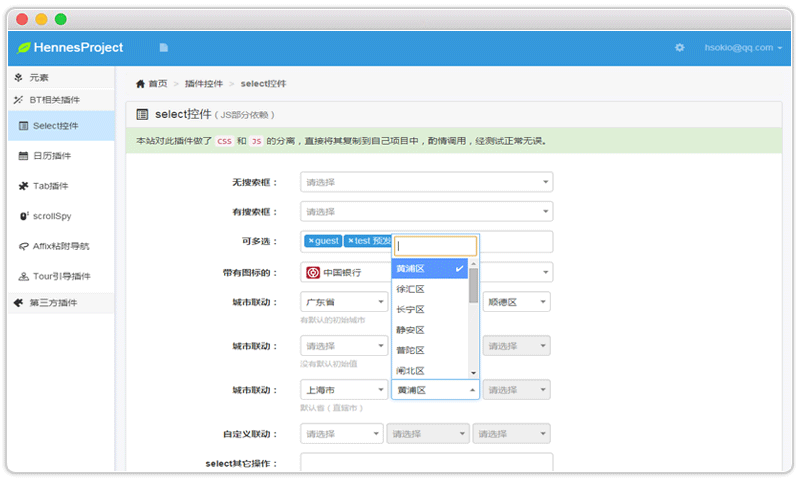 HennesProject
hsokio@qq.com
元素
BT相关插件
Select控件
日历插件
Tab插件
scrollSpy
Affix粘附导航
Tour引导插件
第三方插件
首页 > 插件控件 > select控件
select控件 ( JS部分依赖 )
本站对此插件做了 CSS 和 JS 的分离，直接将其复制到自己项目中，酌情调用，经测试正常无误。
无搜索框： 请选择
有搜索框： 请选择
可多选： ×guest ×test 预发
带有图标的： 中国银行
城市联动： 广东省 顺德区
有默认的初始城市
城市联动： 请选择 请选择
没有默认初始值
城市联动： 上海市 黄浦区 请选择
默认省（直辖市）
黄浦区
徐汇区
长宁区
静安区
普陀区
闸北区
自定义联动： 请选择 请选择 请选择
select其它操作：